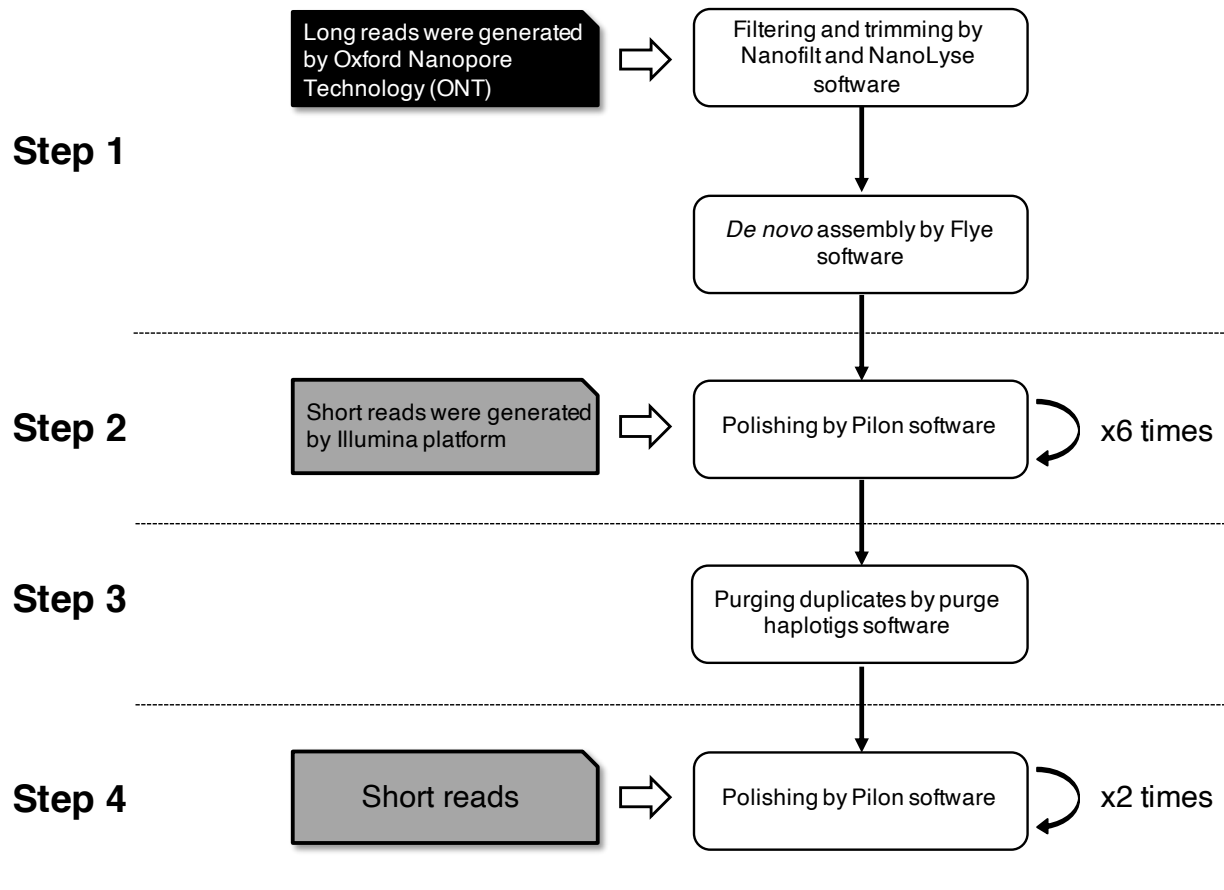 Long reads were generated
by Oxford Nanopore
Technology (ONT)
Filtering and trimming by
Nanofilt and NanoLyse
software
Step 1
De novo assembly by Flye
software
Step 2
Short reads were generated
by Illumina platform
Polishing by Pilon software
x6 times
Step 3
Purging duplicates by purge
haplotigs software
Step 4
Short reads
Polishing by Pilon software
x2 times